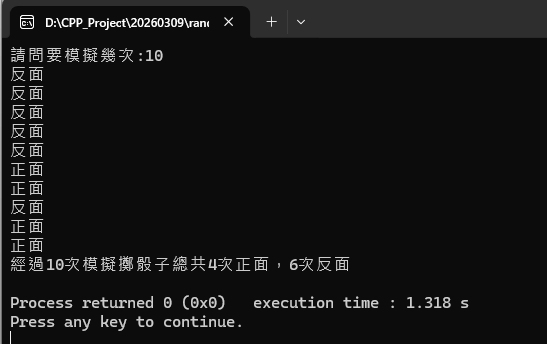 D:\CPP_Project\20260309\ran
請問要模擬幾次:10
反面
反面
反面
反面
反面
正面
正面
反面
正面
正面
經過10次模擬擲骰子總共4次正面，6次反面
Process returned 0 (0x0)   execution time : 1.318 s
Press any key to continue.